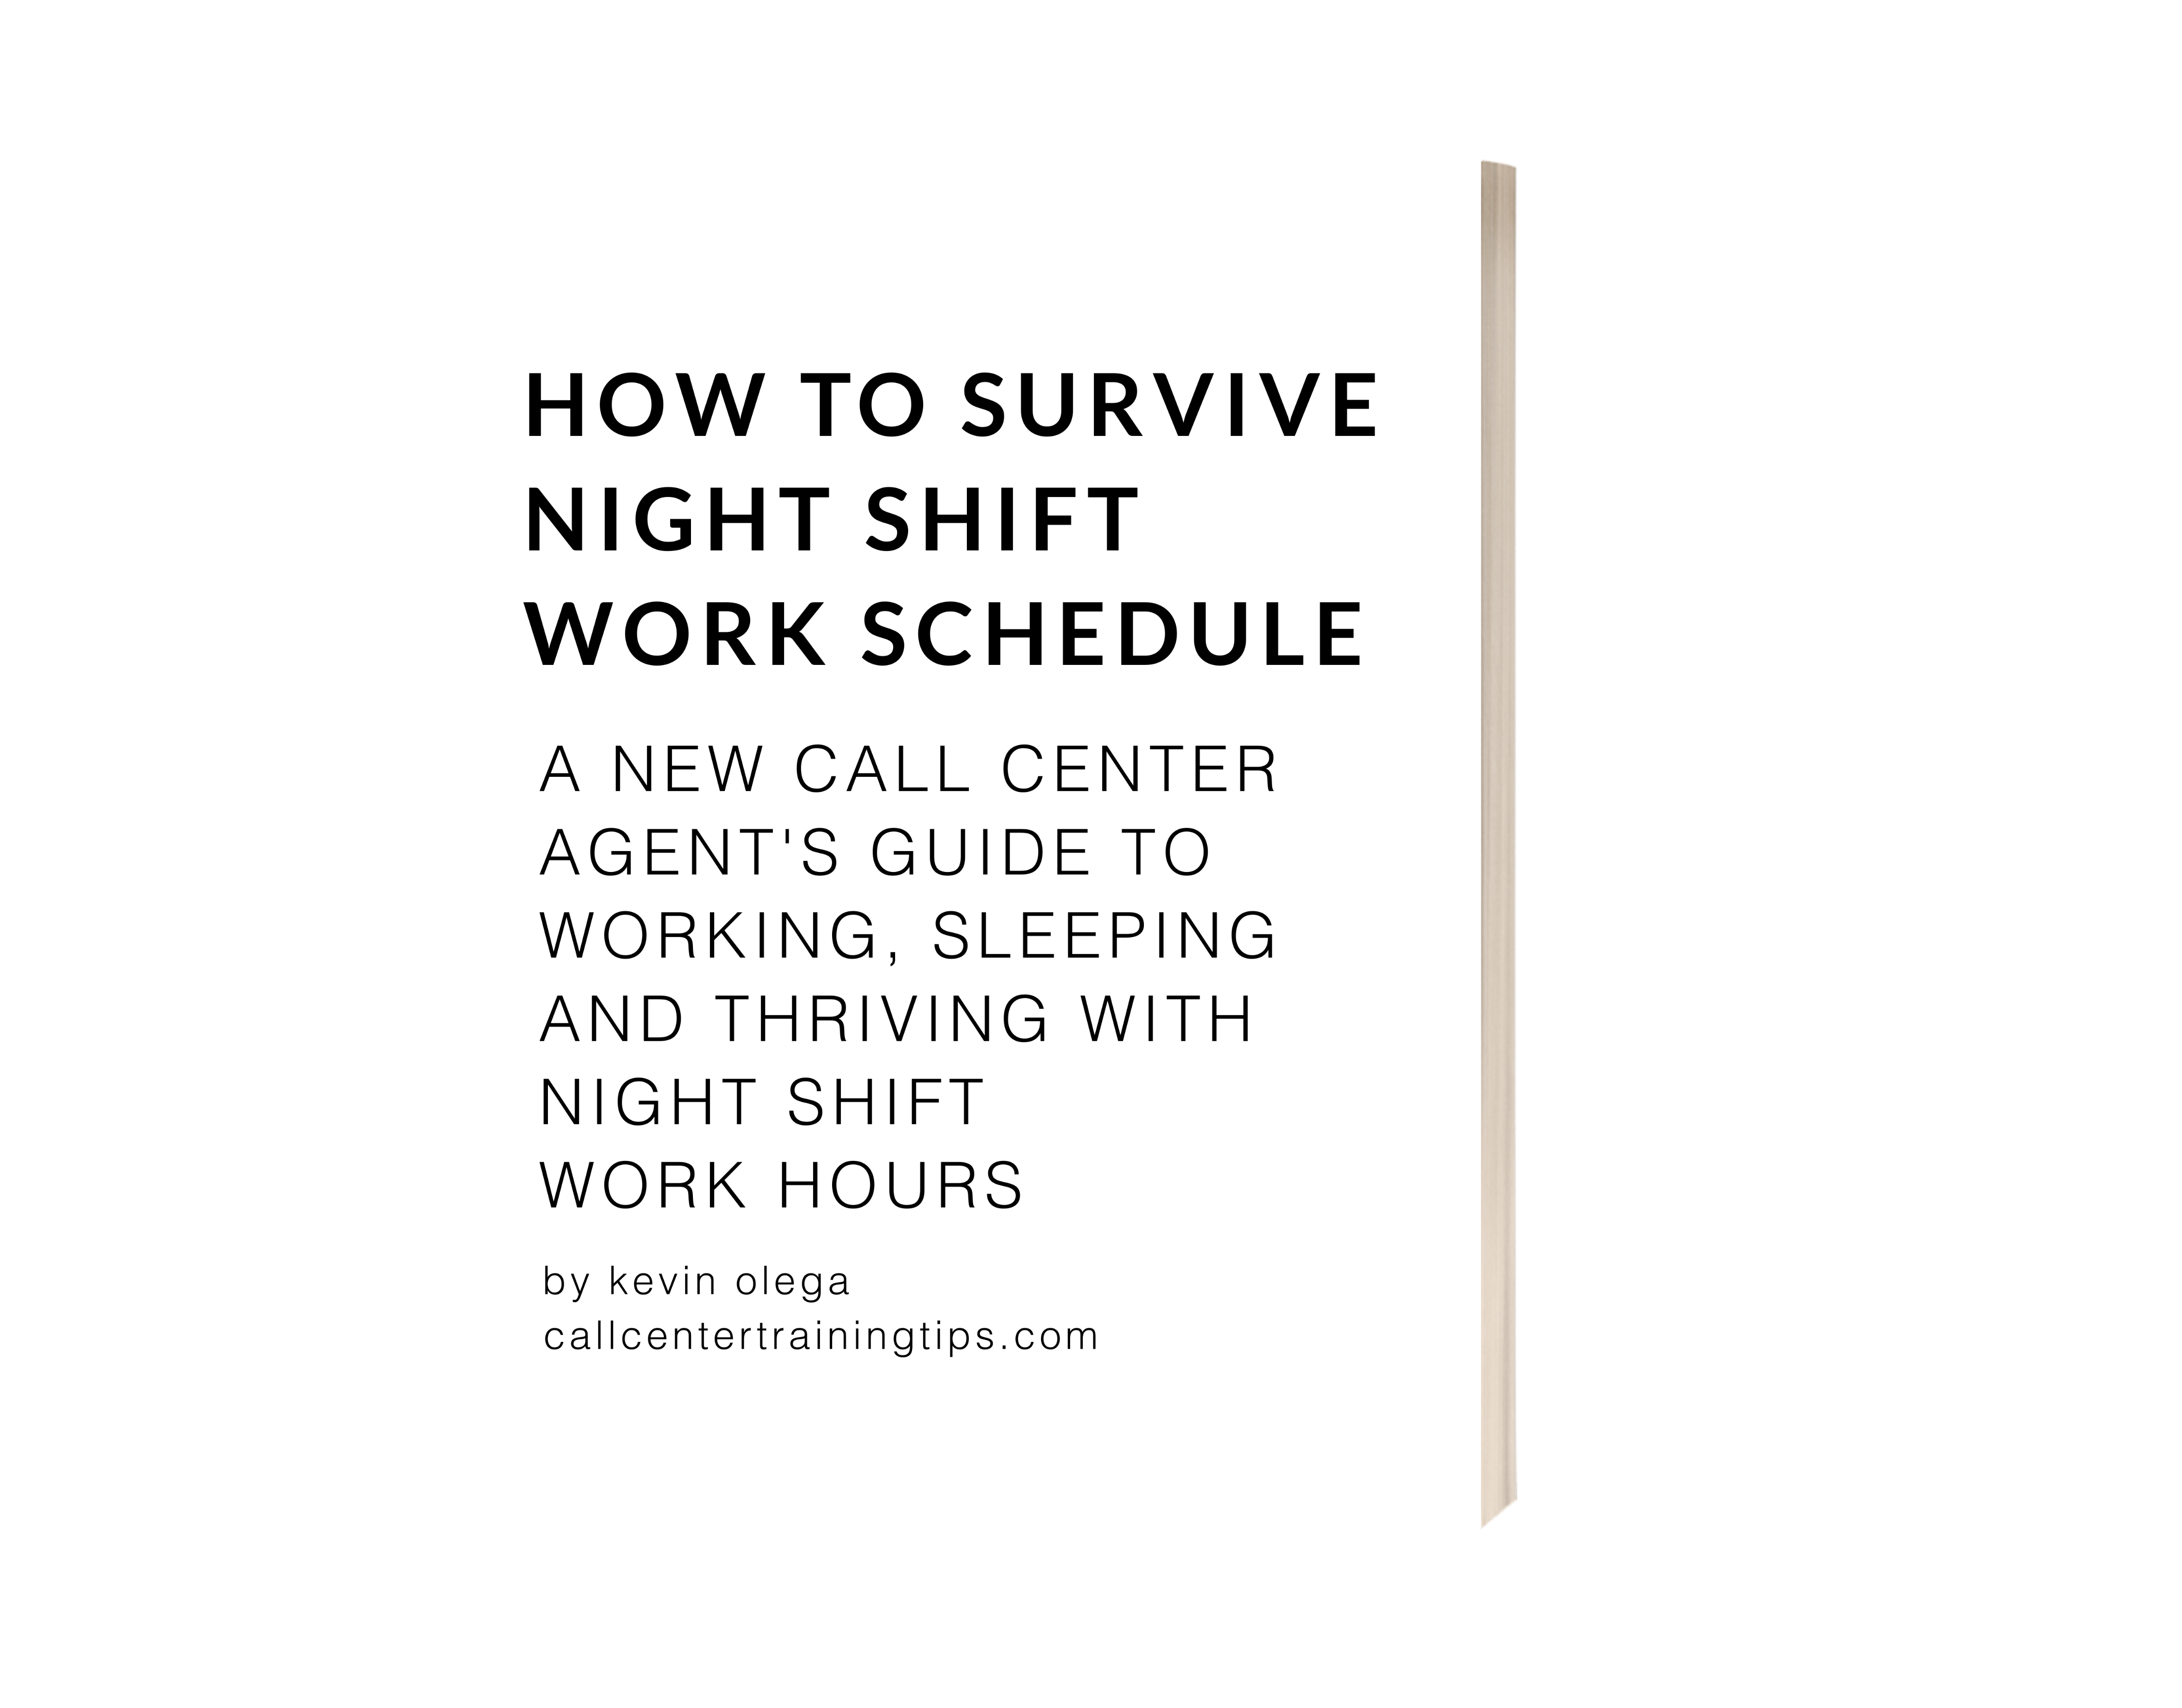 HOW TO SURVIVE
NIGHT SHIFT
WORK SCHEDULE
A NEW CALL CENTER
AGENT'S GUIDE TO
WORKING, SLEEPING
AND THRIVING WITH
NIGHT SHIFT
WORK HOURS
by kevin olega
callcentertrainingtips.com